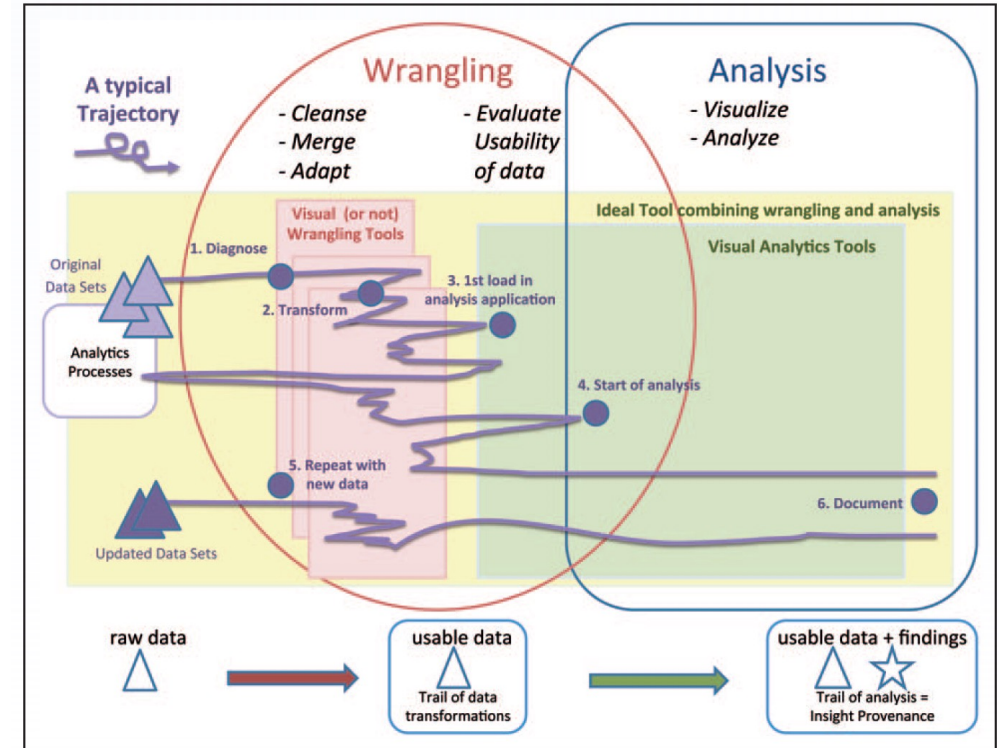 Wrangling
Analysis
A typical
Trajectory
- Cleanse
- Merge
- Adapt
- Evaluate
Usability
of data
- Visualize
- Analyze
Visual (or not)
Wrangling Tools
Ideal Tool combining wrangling and analysis
Visual Analytics Tools
Original
Data Sets
1. Diagnose
2. Transform
3. 1st load in
analysis application
Analytics
Processes
4. Start of analysis
5. Repeat with
new data
6. Document
Updated Data Sets
raw data
usable data
Trail of data
transformations
usable data + findings
Trail of analysis =
Insight Provenance